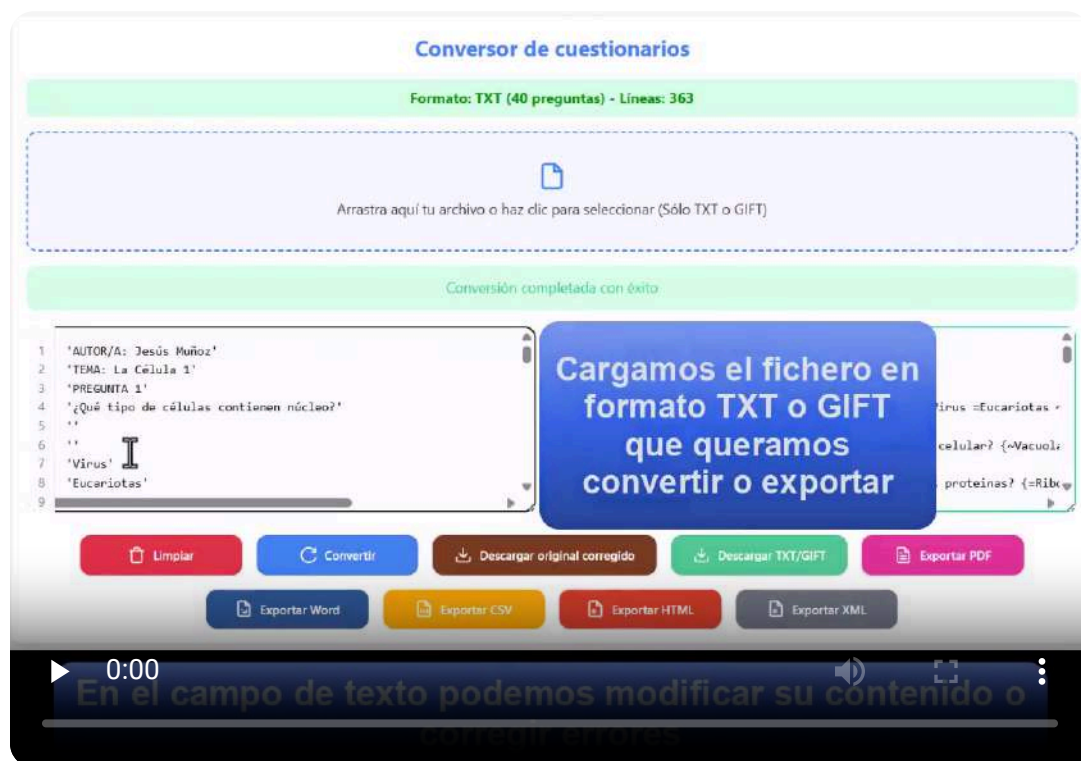 Conversor de cuestionarios
Formato: TXT (40 preguntas) - Líneas: 363
Arrastra aquí tu archivo o haz clic para seleccionar (Sólo TXT o GIFT)
Conversión completada con éxito
1 'AUTOR/A: Jesús Muñoz'
2 'TEMA: La Célula 1'
3 'PREGUNTA 1'
4 '¿Qué tipo de células contienen núcleo?'
5 ''
6 ''
7 'Virus'
8 'Eucariotas'
9
Cargamos el fichero en
formato TXT o GIFT
que queramos
convertir o exportar
=Eucariotas
celular? {~Vacuola
proteinas? {=Ribo
Limpiar
Convertir
Descargar original corregido
Descargar TXT/GIFT
Exportar PDF
Exportar Word
Exportar CSV
Exportar HTML
Exportar XML
0:00
En el campo de texto podemos modificar su contenido o
corregir errores